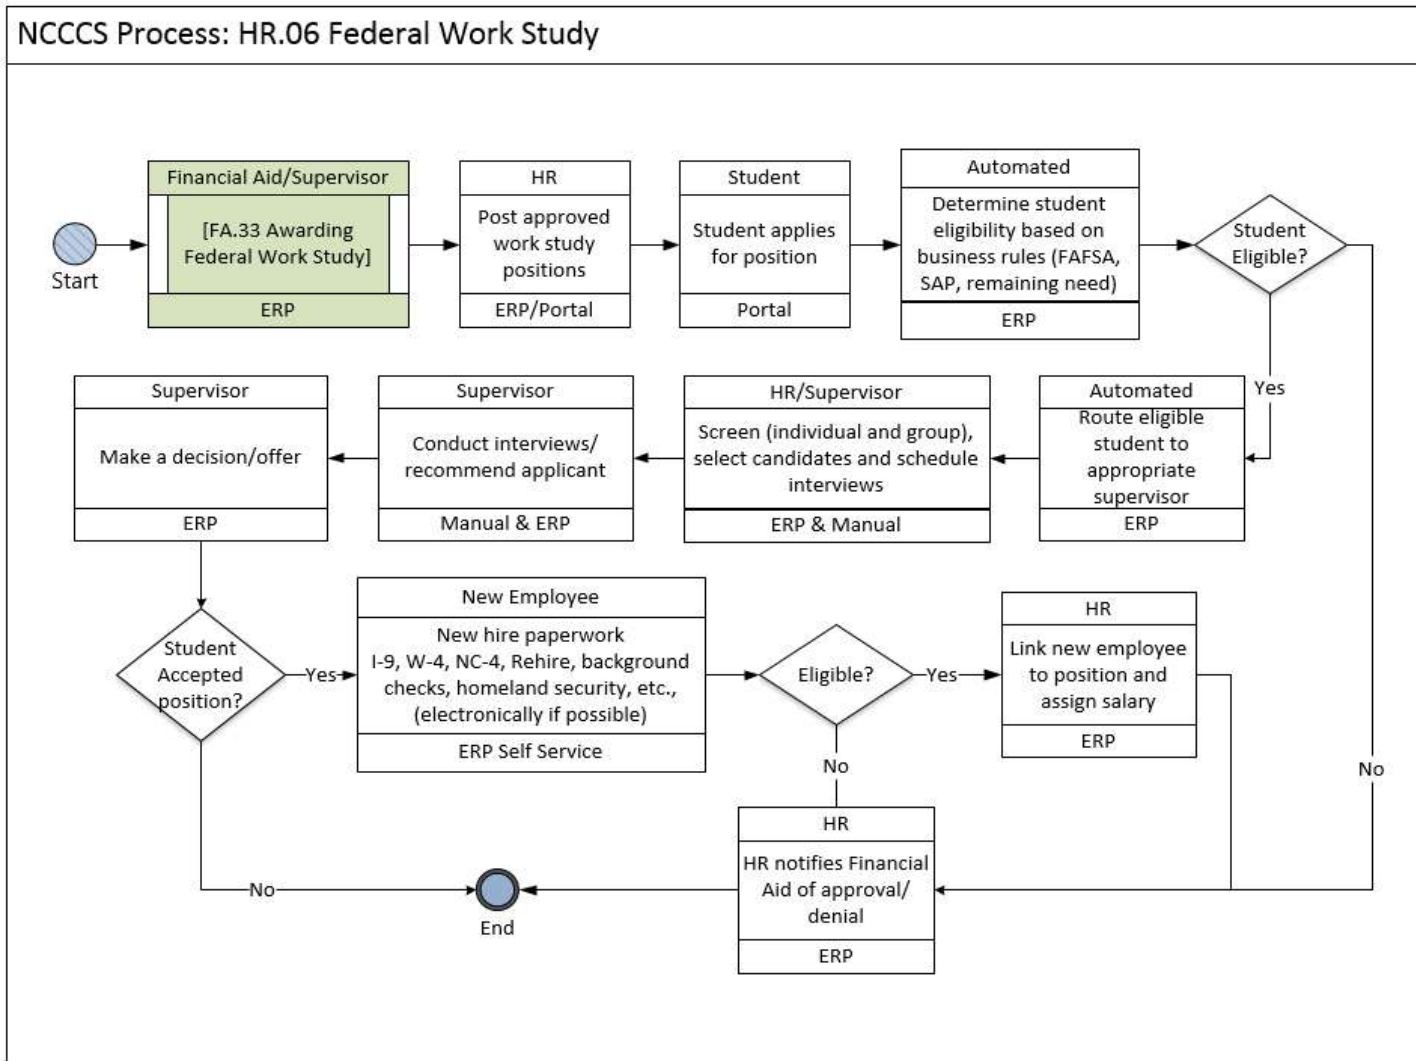 NCCCS Process: HR.06 Federal Work Study
Start
Financial Aid/Supervisor
[FA.33 Awarding
Federal Work Study]
ERP
HR
Post approved
work study
positions
ERP/Portal
Student
Student applies
for position
Portal
Automated
Determine student
eligibility based on
business rules (FAFSA,
SAP, remaining need)
ERP
Student
Eligible?
Yes
No
Automated
Route eligible
student to
appropriate
supervisor
ERP
HR/Supervisor
Screen (individual and group),
select candidates and schedule
interviews
ERP & Manual
Supervisor
Conduct interviews/
recommend applicant
Manual & ERP
Supervisor
Make a decision/offer
ERP
Student
Accepted
position?
Yes
No
New Employee
New hire paperwork
I-9, W-4, NC-4, Rehire, background
checks, homeland security, etc.,
(electronically if possible)
ERP Self Service
Eligible?
Yes
No
HR
Link new employee
to position and
assign salary
ERP
HR
HR notifies Financial
Aid of approval/
denial
ERP
End